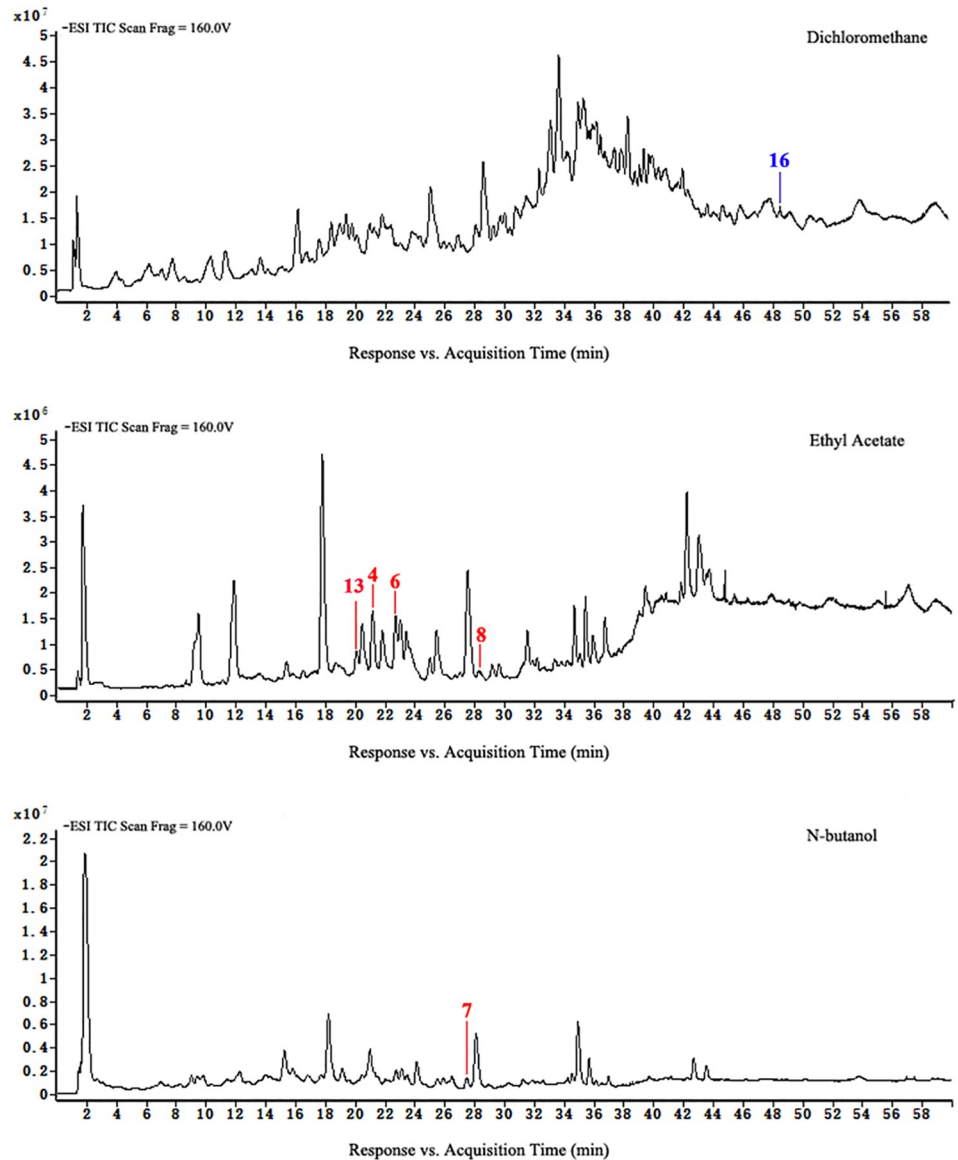 x10⁷
-ESI TIC Scan Frag = 160.0V
Dichloromethane
5
4.5
4
3.5
3
2.5
2
1.5
1
0.5
0
16
2 4 6 8 10 12 14 16 18 20 22 24 26 28 30 32 34 36 38 40 42 44 46 48 50 52 54 56 58
Response vs. Acquisition Time (min)
x10⁶
-ESI TIC Scan Frag = 160.0V
Ethyl Acetate
5
4.5
4
3.5
3
2.5
2
1.5
1
0.5
0
13 4 6 8
2 4 6 8 10 12 14 16 18 20 22 24 26 28 30 32 34 36 38 40 42 44 46 48 50 52 54 56 58
Response vs. Acquisition Time (min)
x10⁷
-ESI TIC Scan Frag = 160.0V
N-butanol
2.2
2
1.8
1.6
1.4
1.2
1
0.8
0.6
0.4
0.2
0
7
2 4 6 8 10 12 14 16 18 20 22 24 26 28 30 32 34 36 38 40 42 44 46 48 50 52 54 56 58
Response vs. Acquisition Time (min)